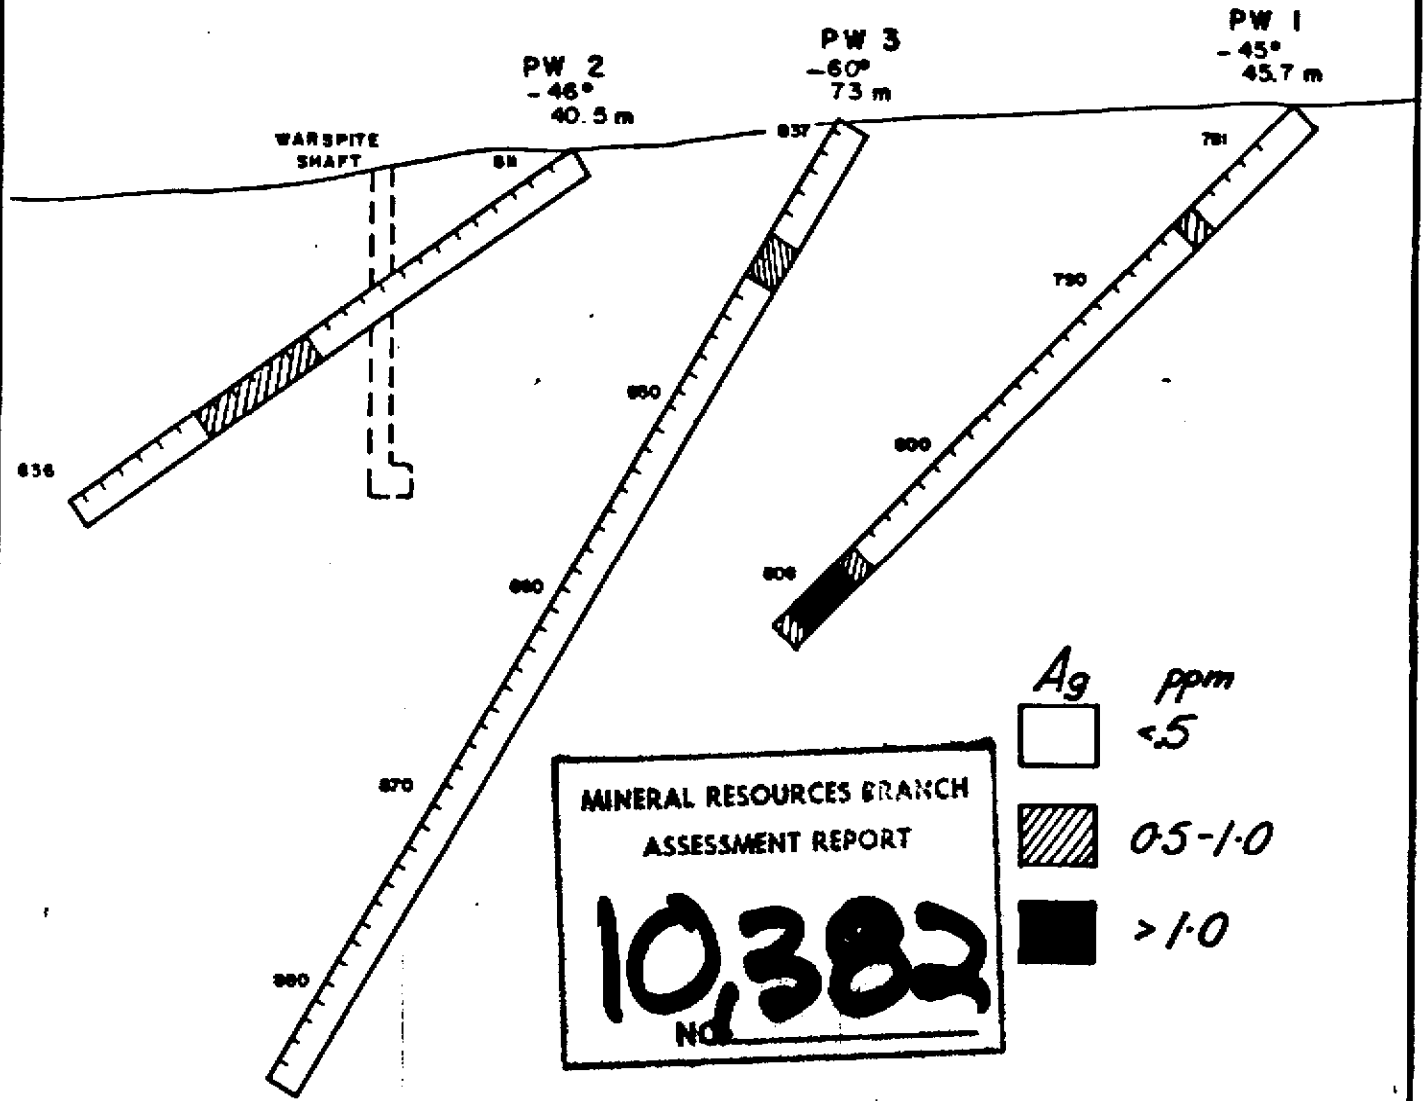 PW 1
-45°
45.7 m
PW 3
-60°
73 m
PW 2
-46°
40.5 m
WARSPITE
SHAFT
811
837
781
790
850
800
836
860
806
870
880
Ag ppm
<.5
0.5-1.0
>1.0
MINERAL RESOURCES BRANCH
ASSESSMENT REPORT
10,382
NO.